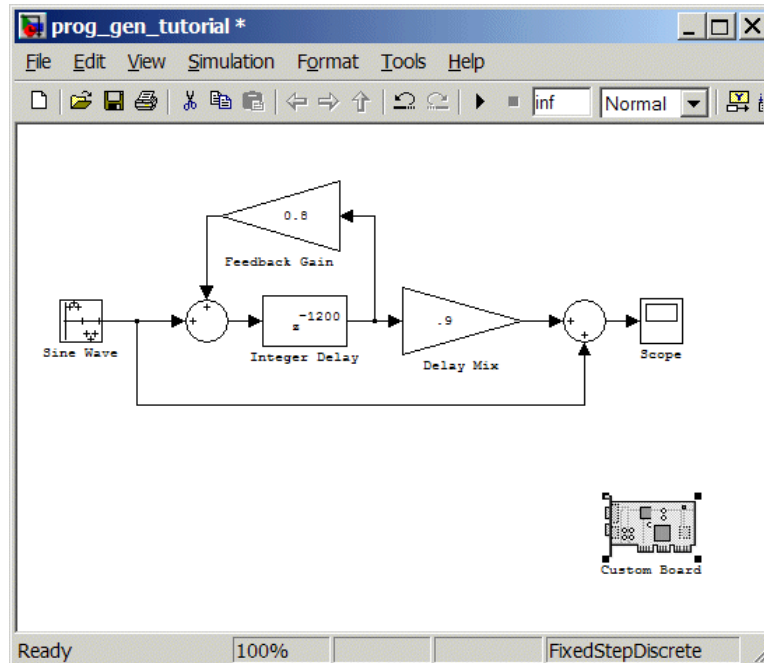 prog_gen_tutorial *
File Edit View Simulation Format Tools Help
inf Normal
0.8
Feedback Gain
z-1200
.9
Sine Wave
Integer Delay
Delay Mix
Scope
Custom Board
Ready 100% FixedStepDiscrete